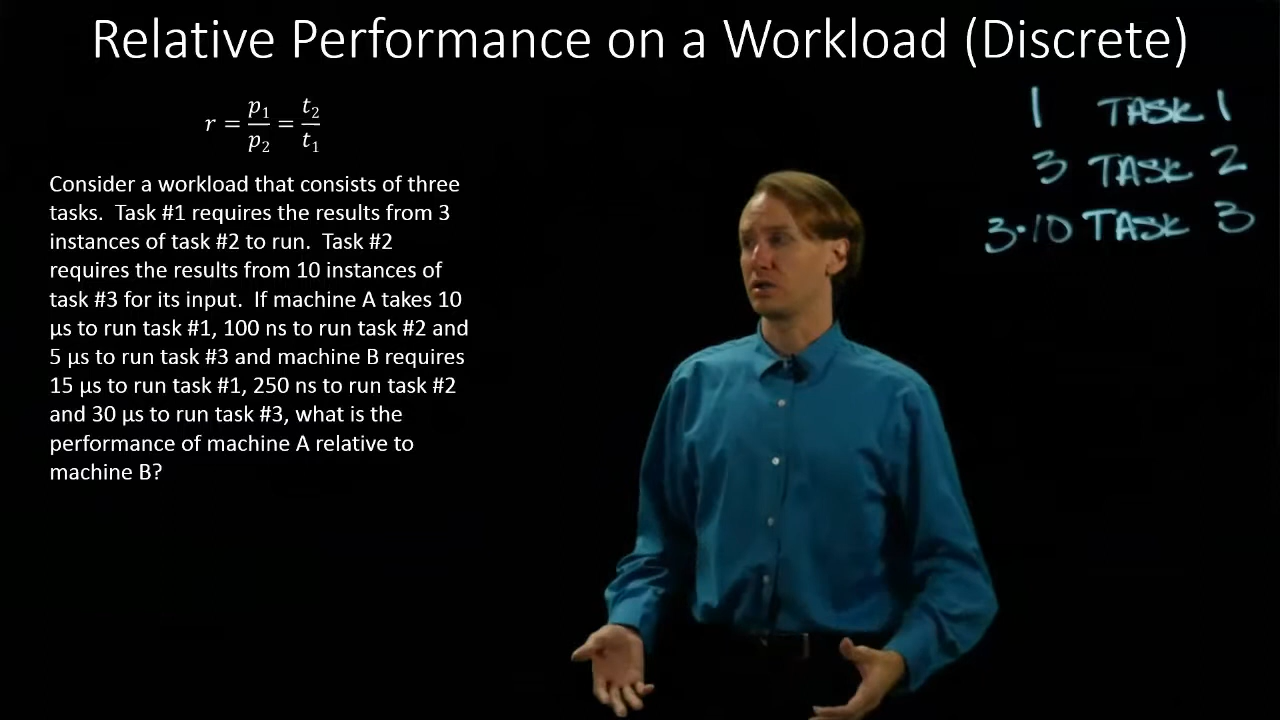 Relative Performance on a Workload (Discrete)
r = p₁/p₂ = t₂/t₁
Consider a workload that consists of three
tasks. Task #1 requires the results from 3
instances of task #2 to run. Task #2
requires the results from 10 instances of
task #3 for its input. If machine A takes 10
µs to run task #1, 100 ns to run task #2 and
5 µs to run task #3 and machine B requires
15 µs to run task #1, 250 ns to run task #2
and 30 µs to run task #3, what is the
performance of machine A relative to
machine B?
1 TASK 1
3 TASK 2
3·10 TASK 3